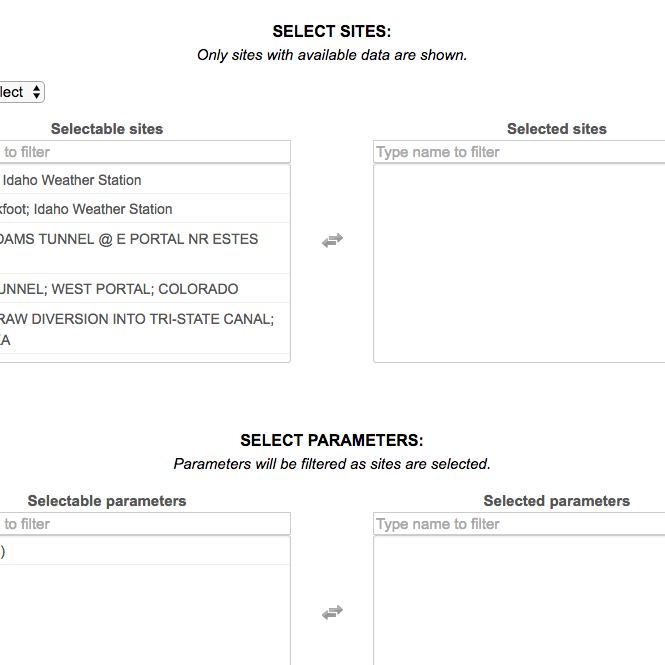 SELECT SITES:
Only sites with available data are shown.
lect
Selectable sites
Selected sites
to filter
Type name to filter
Idaho Weather Station
kfoot; Idaho Weather Station
DAMS TUNNEL @ E PORTAL NR ESTES
UNNEL; WEST PORTAL; COLORADO
RAW DIVERSION INTO TRI-STATE CANAL;
A
SELECT PARAMETERS:
Parameters will be filtered as sites are selected.
Selectable parameters
Selected parameters
to filter
Type name to filter
)